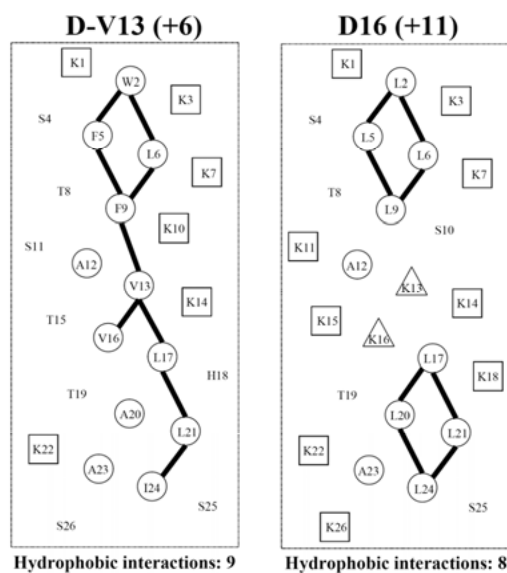 D-V13 (+6) D16 (+11)
K1 K1
W2 L2
K3 K3
S4 S4
F5 L5
L6 L6
K7 K7
T8 T8
F9 L9
K10 S10
S11 K11
A12 A12
V13 K13
K14 K14
T15 K15
V16 K16
L17 L17
H18 K18
T19 T19
A20 L20
L21 L21
K22 K22
A23 A23
I24 L24
S25 S25
S26 K26
Hydrophobic interactions: 9 Hydrophobic interactions: 8